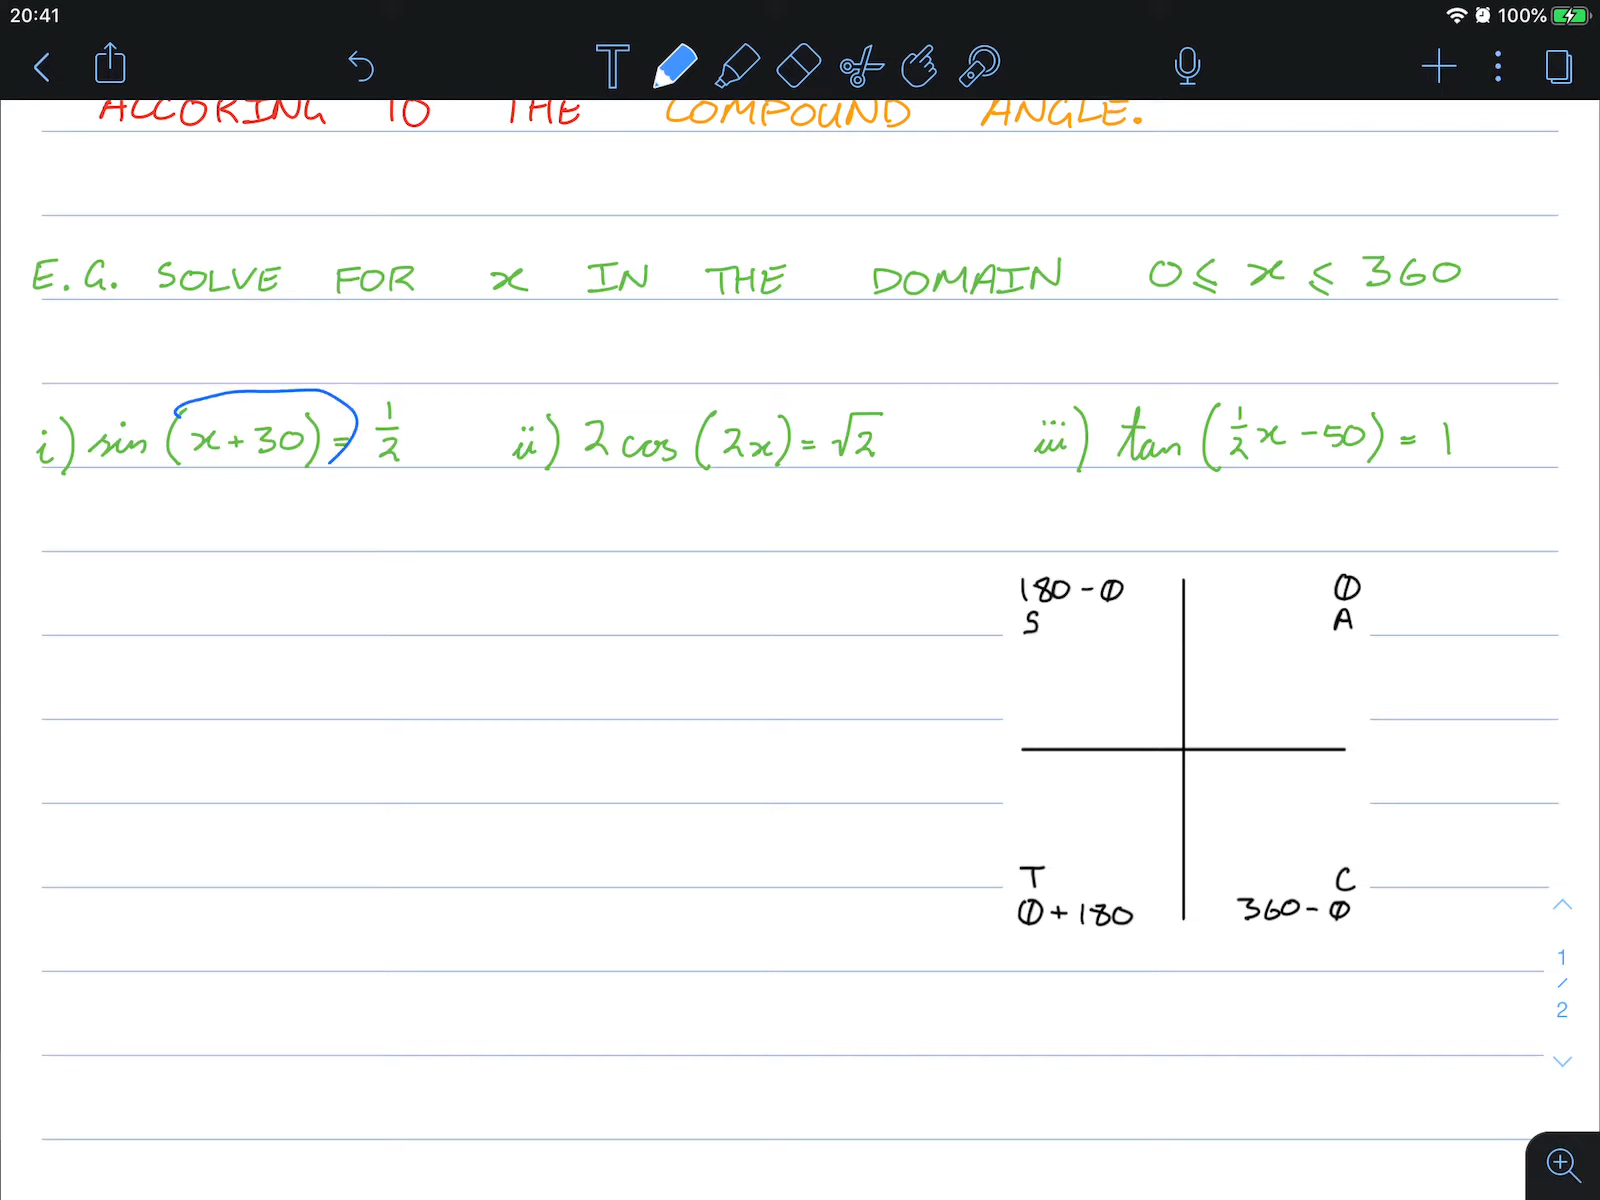 20:41
100%
T
ACCORING TO THE COMPOUND ANGLE.
E.G. SOLVE FOR x IN THE DOMAIN 0 ≤ x ≤ 360
i) sin (x+30) = 1/2 ii) 2 cos (2x) = √2 iii) tan (1/2 x - 50) = 1
180 - Φ Φ
S A
T C
Φ + 180 360 - Φ
1
/
2